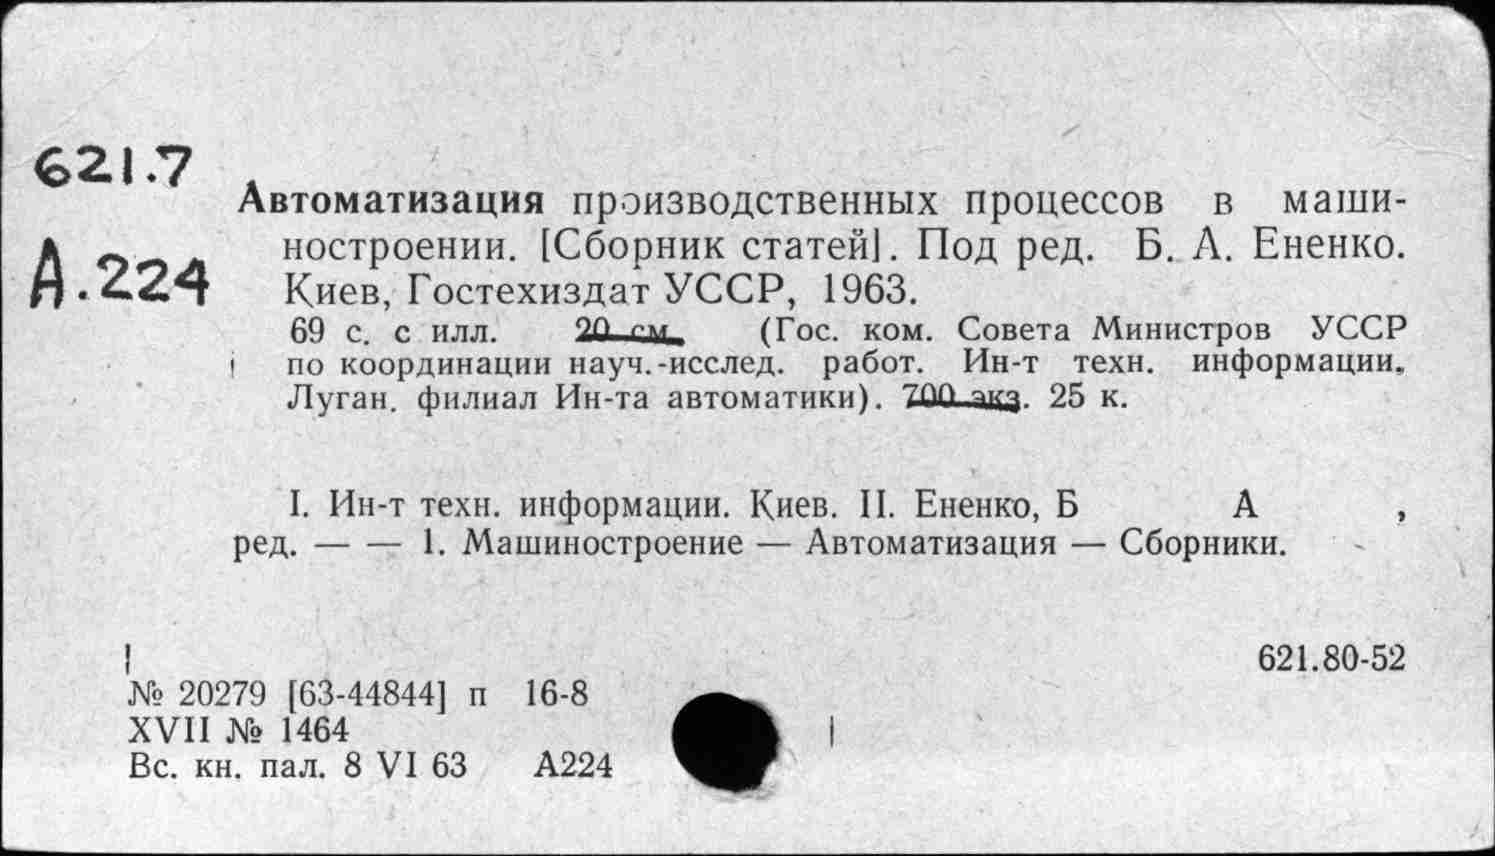 621.7
Автоматизация производственных процессов в маши-
А.224
ностроении. [Сборник статей]. Под ред. Б. А. Ененко.
Киев, Гостехиздат УССР, 1963.
69 с. с илл. 20 см. (Гос. ком. Совета Министров УССР
по координации науч.-исслед. работ. Ин-т техн. информации.
Луган. филиал Ин-та автоматики). 700 экз. 25 к.
I. Ин-т техн. информации. Киев. II. Ененко, Б А ,
ред. — — 1. Машиностроение — Автоматизация — Сборники.
621.80-52
№ 20279 [63-44844] п 16-8
XVII № 1464
Вс. кн. пал. 8 VI 63 А224